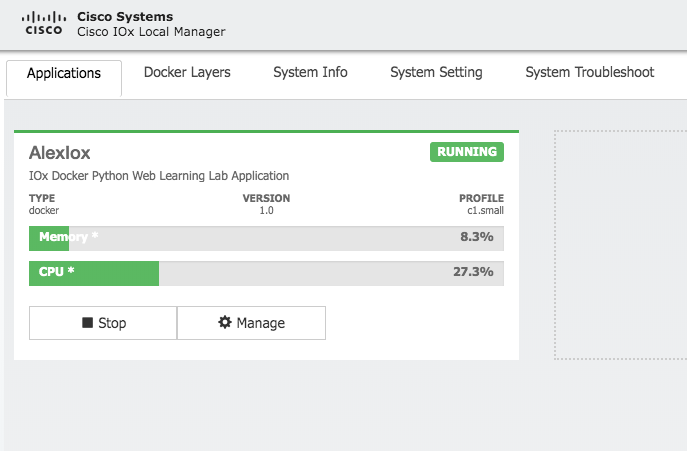 CISCO
Cisco Systems
Cisco IOx Local Manager
Applications Docker Layers System Info System Setting System Troubleshoot
AlexIox RUNNING
IOx Docker Python Web Learning Lab Application
TYPE VERSION PROFILE
docker 1.0 c1.small
Memory * 8.3%
CPU * 27.3%
Stop Manage